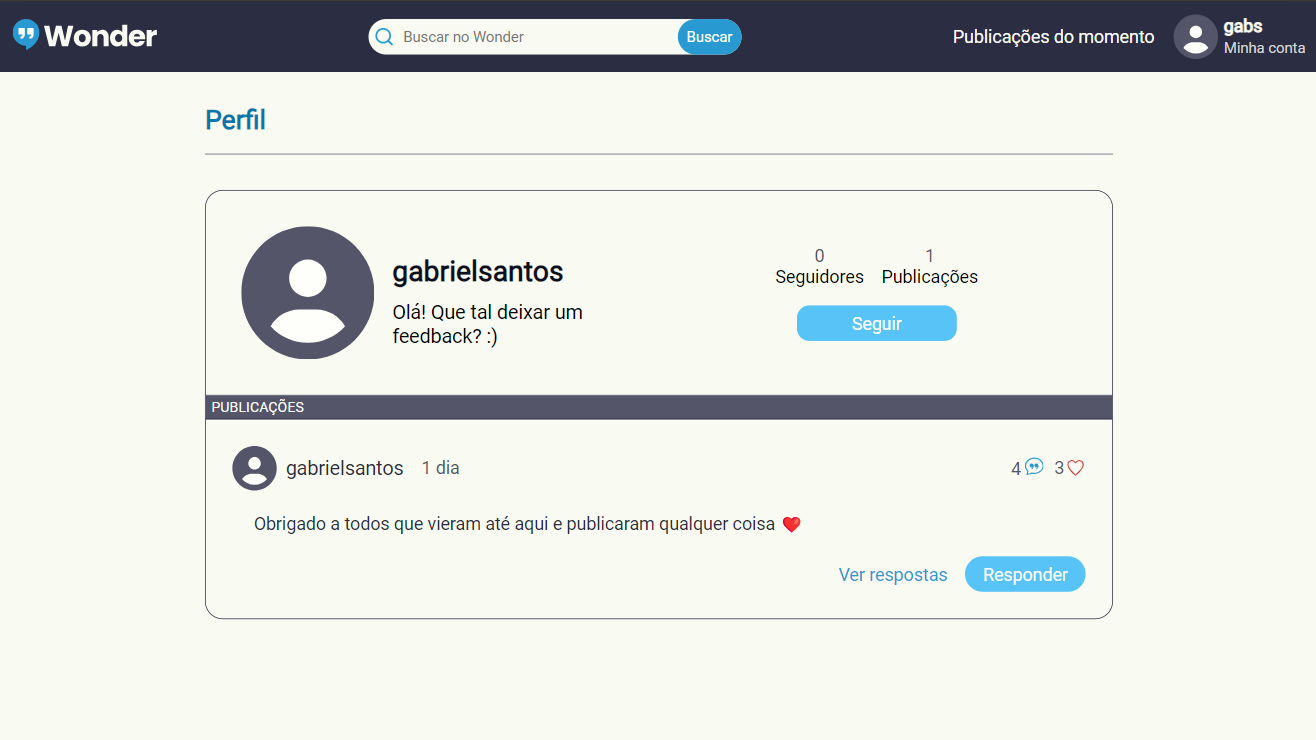 Wonder
Buscar no Wonder
Buscar
Publicações do momento
gabs
Minha conta
Perfil
gabrielsantos
Olá! Que tal deixar um
feedback? :)
0
Seguidores
1
Publicações
Seguir
PUBLICAÇÕES
gabrielsantos 1 dia
4 3
Obrigado a todos que vieram até aqui e publicaram qualquer coisa ❤️
Ver respostas
Responder